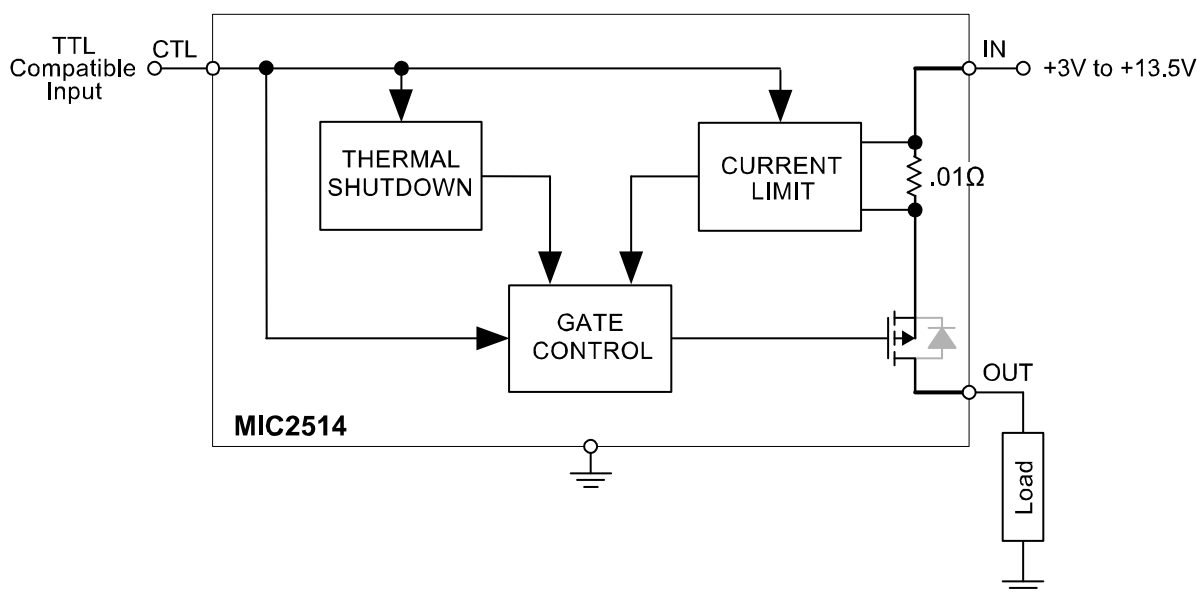 TTL
Compatible
Input
CTL
IN
+3V to +13.5V
THERMAL
SHUTDOWN
CURRENT
LIMIT
.01Ω
GATE
CONTROL
OUT
MIC2514
Load